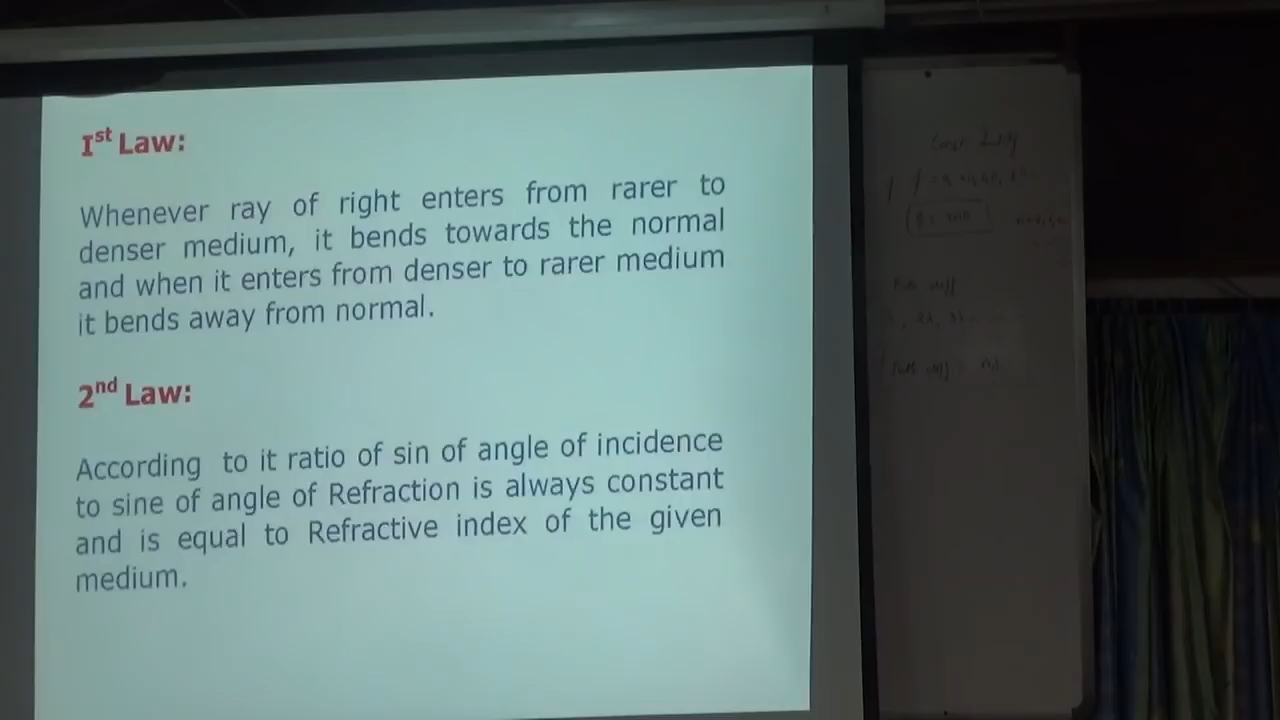 Ist Law:
Whenever ray of right enters from rarer to
denser medium, it bends towards the normal
and when it enters from denser to rarer medium
it bends away from normal.
2nd Law:
According to it ratio of sin of angle of incidence
to sine of angle of Refraction is always constant
and is equal to Refractive index of the given
medium.